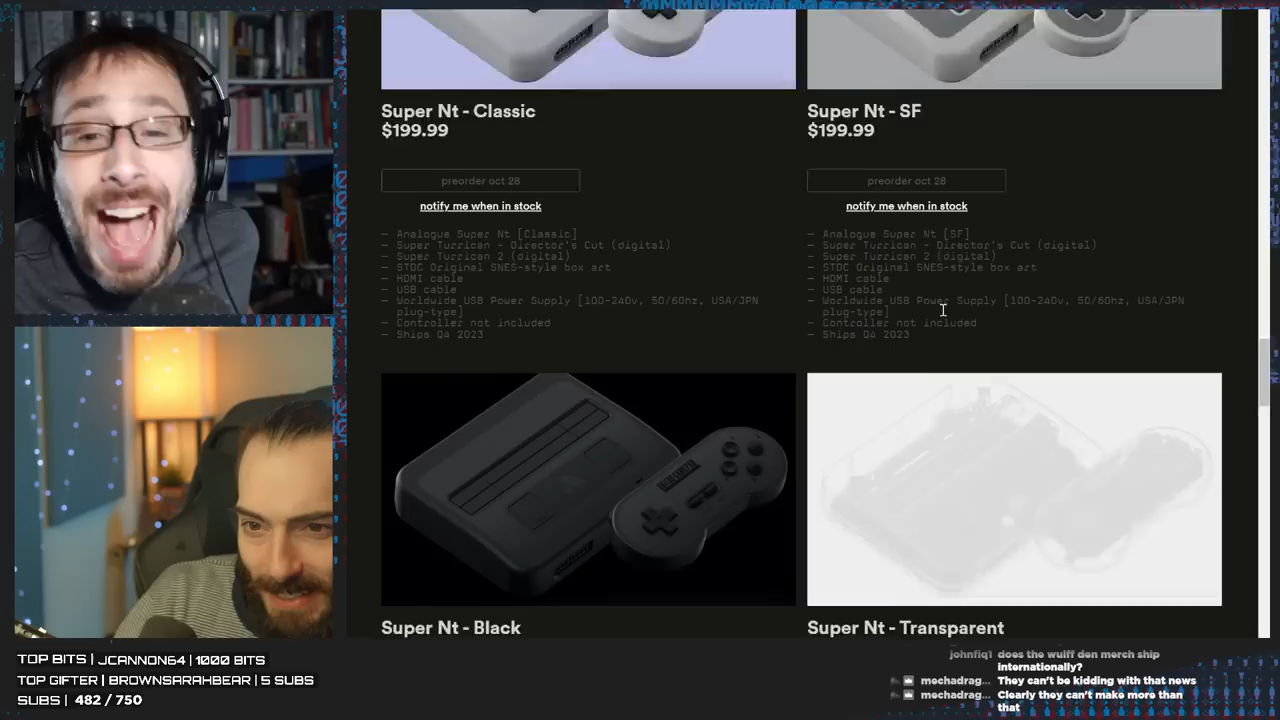 Super Nt - Classic
$199.99
preorder oct 28
notify me when in stock
– Analogue Super Nt [Classic]
– Super Turrican - Director's Cut (digital)
– Super Turrican 2 (digital)
– STDC Original SNES-style box art
– HDMI cable
– USB cable
– Worldwide USB Power Supply [100-240v, 50/60hz, USA/JPN
plug-type]
– Controller not included
– Ships Q4 2023
Super Nt - SF
$199.99
preorder oct 28
notify me when in stock
– Analogue Super Nt [SF]
– Super Turrican - Director's Cut (digital)
– Super Turrican 2 (digital)
– STDC Original SNES-style box art
– HDMI cable
– USB cable
– Worldwide USB Power Supply [100-240v, 50/60hz, USA/JPN
plug-type]
– Controller not included
– Ships Q4 2023
Super Nt - Black
Super Nt - Transparent
TOP BITS | JCANNON64 | 1000 BITS
TOP GIFTER | BROWNSARAHBEAR | 5 SUBS
SUBS | 482 / 750
johnfiq1 does the wulff den merch ship
internationally?
mechadrag... They can't be kidding with that news
mechadrag... Clearly they can't make more than
that